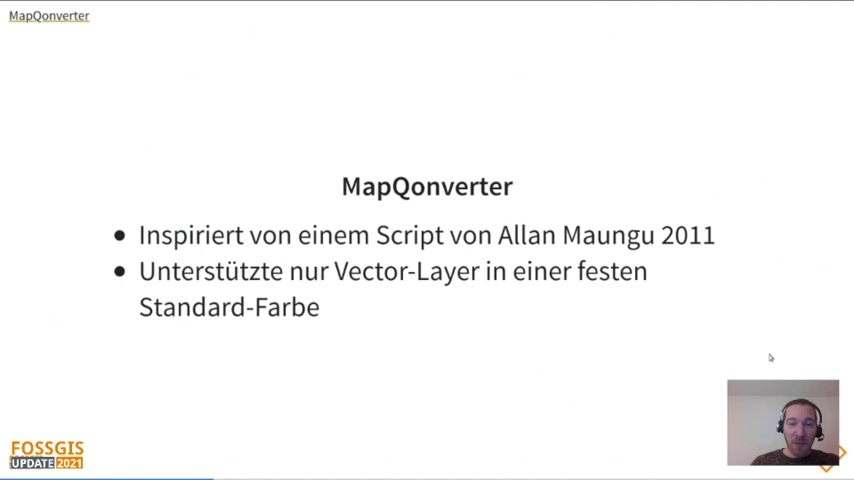 MapQonverter
MapQonverter
● Inspiriert von einem Script von Allan Maungu 2011
● Unterstützte nur Vector-Layer in einer festen
Standard-Farbe
FOSSGIS
UPDATE 2021